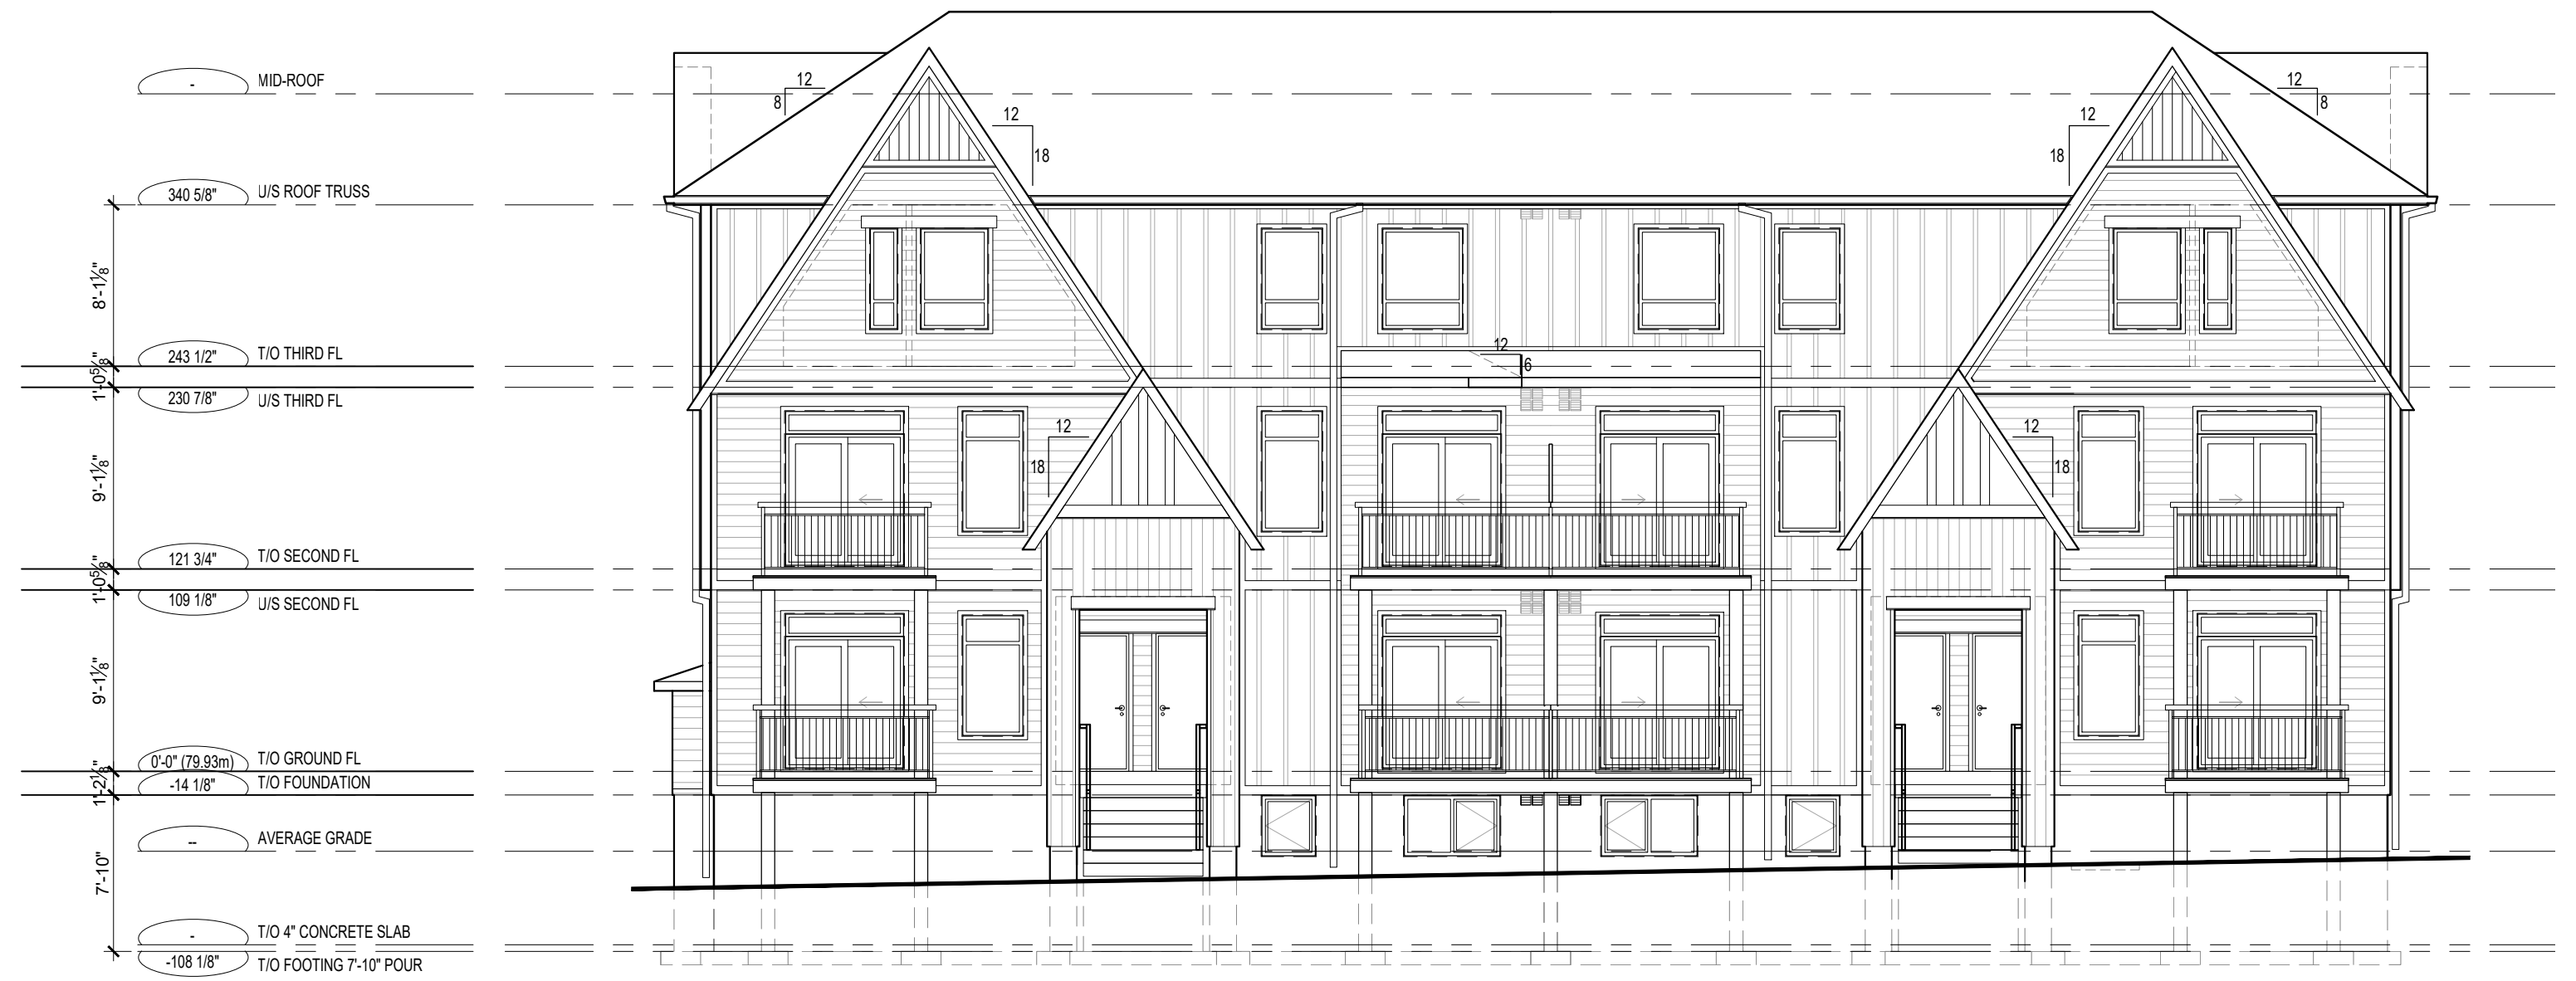 - MID-ROOF
12
8
12
8
12
18
12
18
340 5/8" U/S ROOF TRUSS
8'-1⅛"
243 1/2" T/O THIRD FL
12
6
1'-0⅝"
230 7/8" U/S THIRD FL
12
18
12
18
9'-1⅛"
121 3/4" T/O SECOND FL
1'-0⅝"
109 1/8" U/S SECOND FL
9'-1⅛"
0'-0" (79.93m) T/O GROUND FL
1'-2⅛"
-14 1/8" T/O FOUNDATION
-- AVERAGE GRADE
7'-10"
- T/O 4" CONCRETE SLAB
-108 1/8" T/O FOOTING 7'-10" POUR